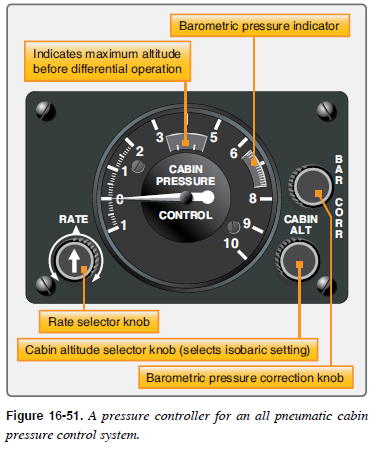 Barometric pressure indicator
Indicates maximum altitude
before differential operation
3
5
2
6
1
CABIN
PRESSURE
0
8
CONTROL
1
9
10
RATE
CABIN
ALT
BAR
CORR
Rate selector knob
Cabin altitude selector knob (selects isobaric setting)
Barometric pressure correction knob
Figure 16-51. A pressure controller for an all pneumatic cabin
pressure control system.